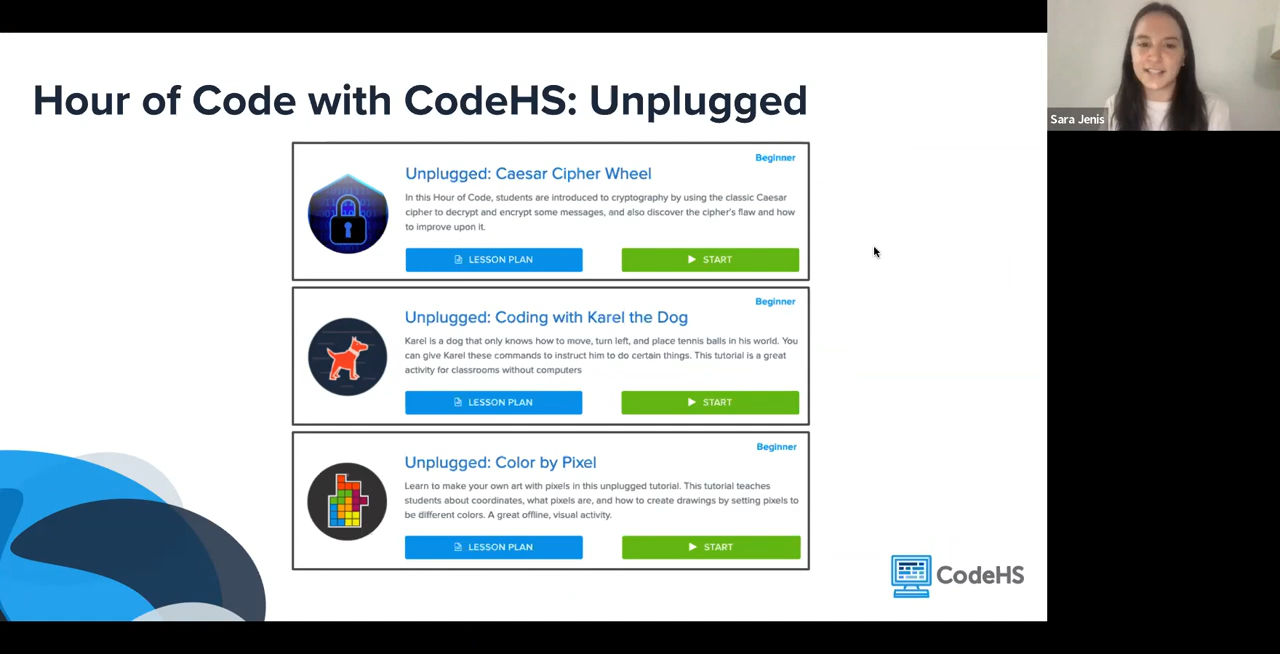 Hour of Code with CodeHS: Unplugged
Sara Jenis
Beginner
Unplugged: Caesar Cipher Wheel
In this Hour of Code, students are introduced to cryptography by using the classic Caesar
cipher to decrypt and encrypt some messages, and also discover the cipher's flaw and how
to improve upon it.
LESSON PLAN
START
Beginner
Unplugged: Coding with Karel the Dog
Karel is a dog that only knows how to move, turn left, and place tennis balls in his world. You
can give Karel these commands to instruct him to do certain things. This tutorial is a great
activity for classrooms without computers
LESSON PLAN
START
Beginner
Unplugged: Color by Pixel
Learn to make your own art with pixels in this unplugged tutorial. This tutorial teaches
students about coordinates, what pixels are, and how to create drawings by setting pixels to
be different colors. A great offline, visual activity.
LESSON PLAN
START
CodeHS